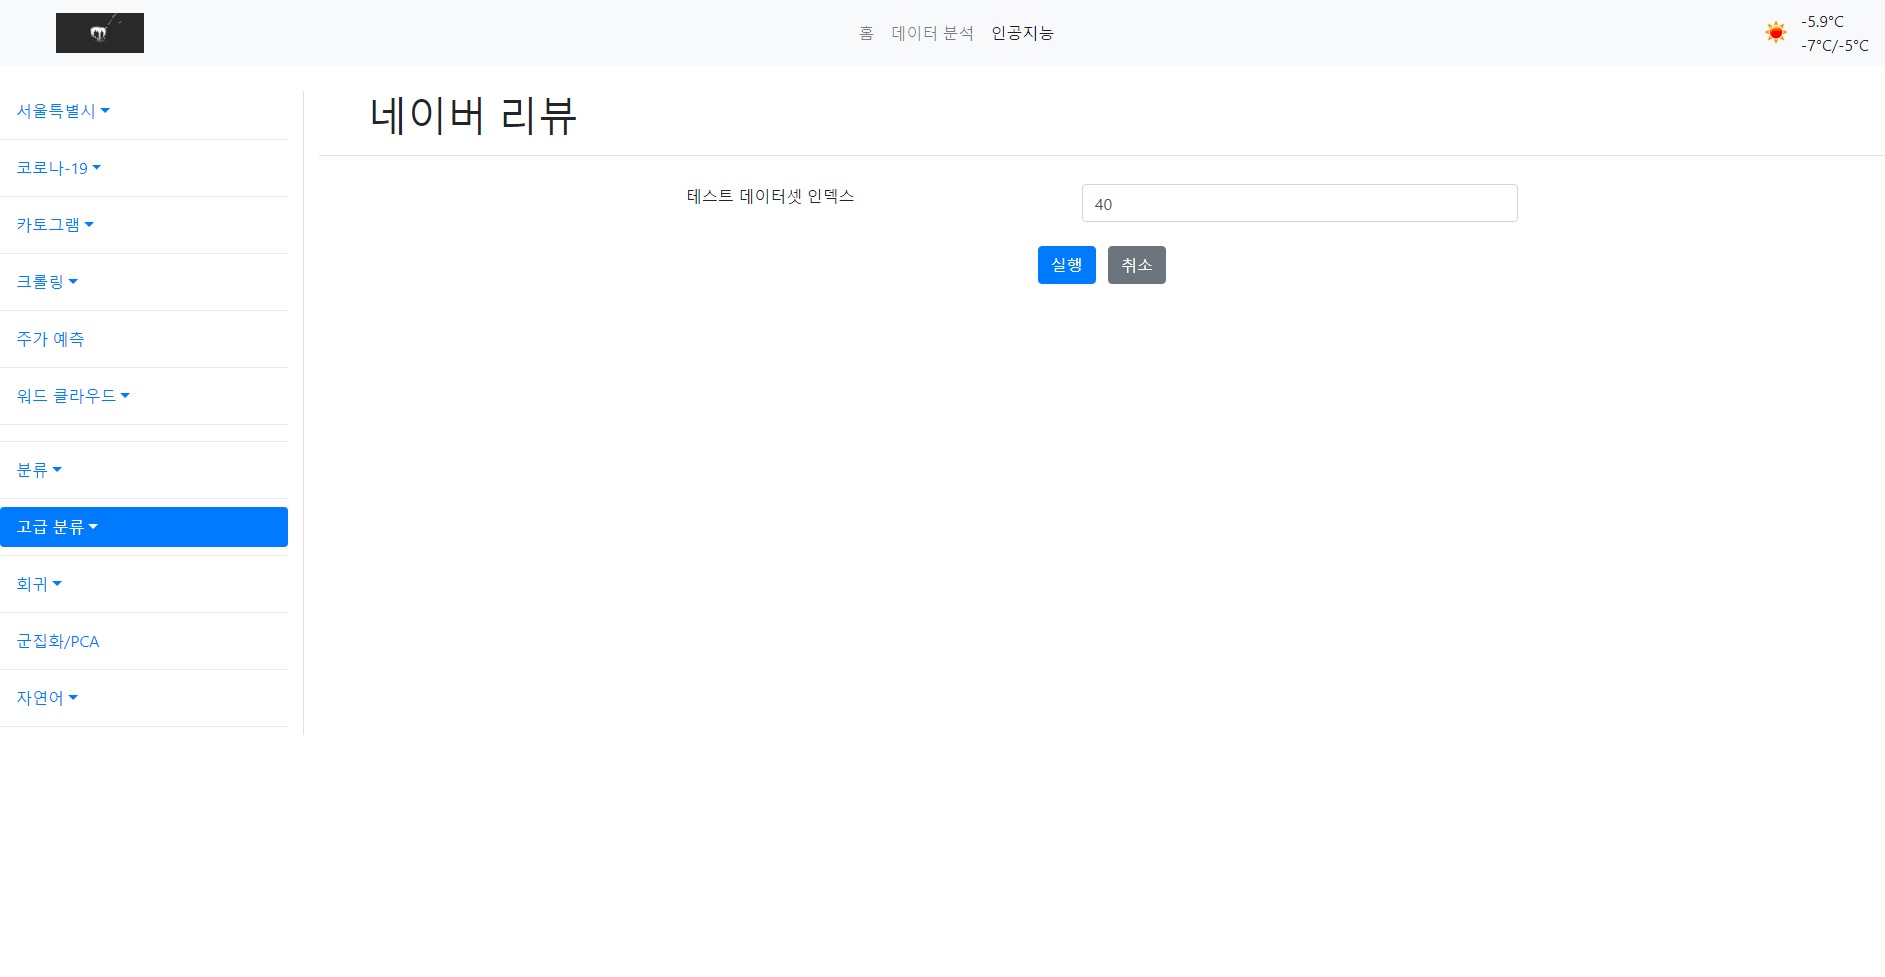 홈 데이터 분석 인공지능
-5.9°C
-7°C/-5°C
서울특별시
코로나-19
카토그램
크롤링
주가 예측
워드 클라우드
분류
고급 분류
회귀
군집화/PCA
자연어
네이버 리뷰
테스트 데이터셋 인덱스 40
실행 취소